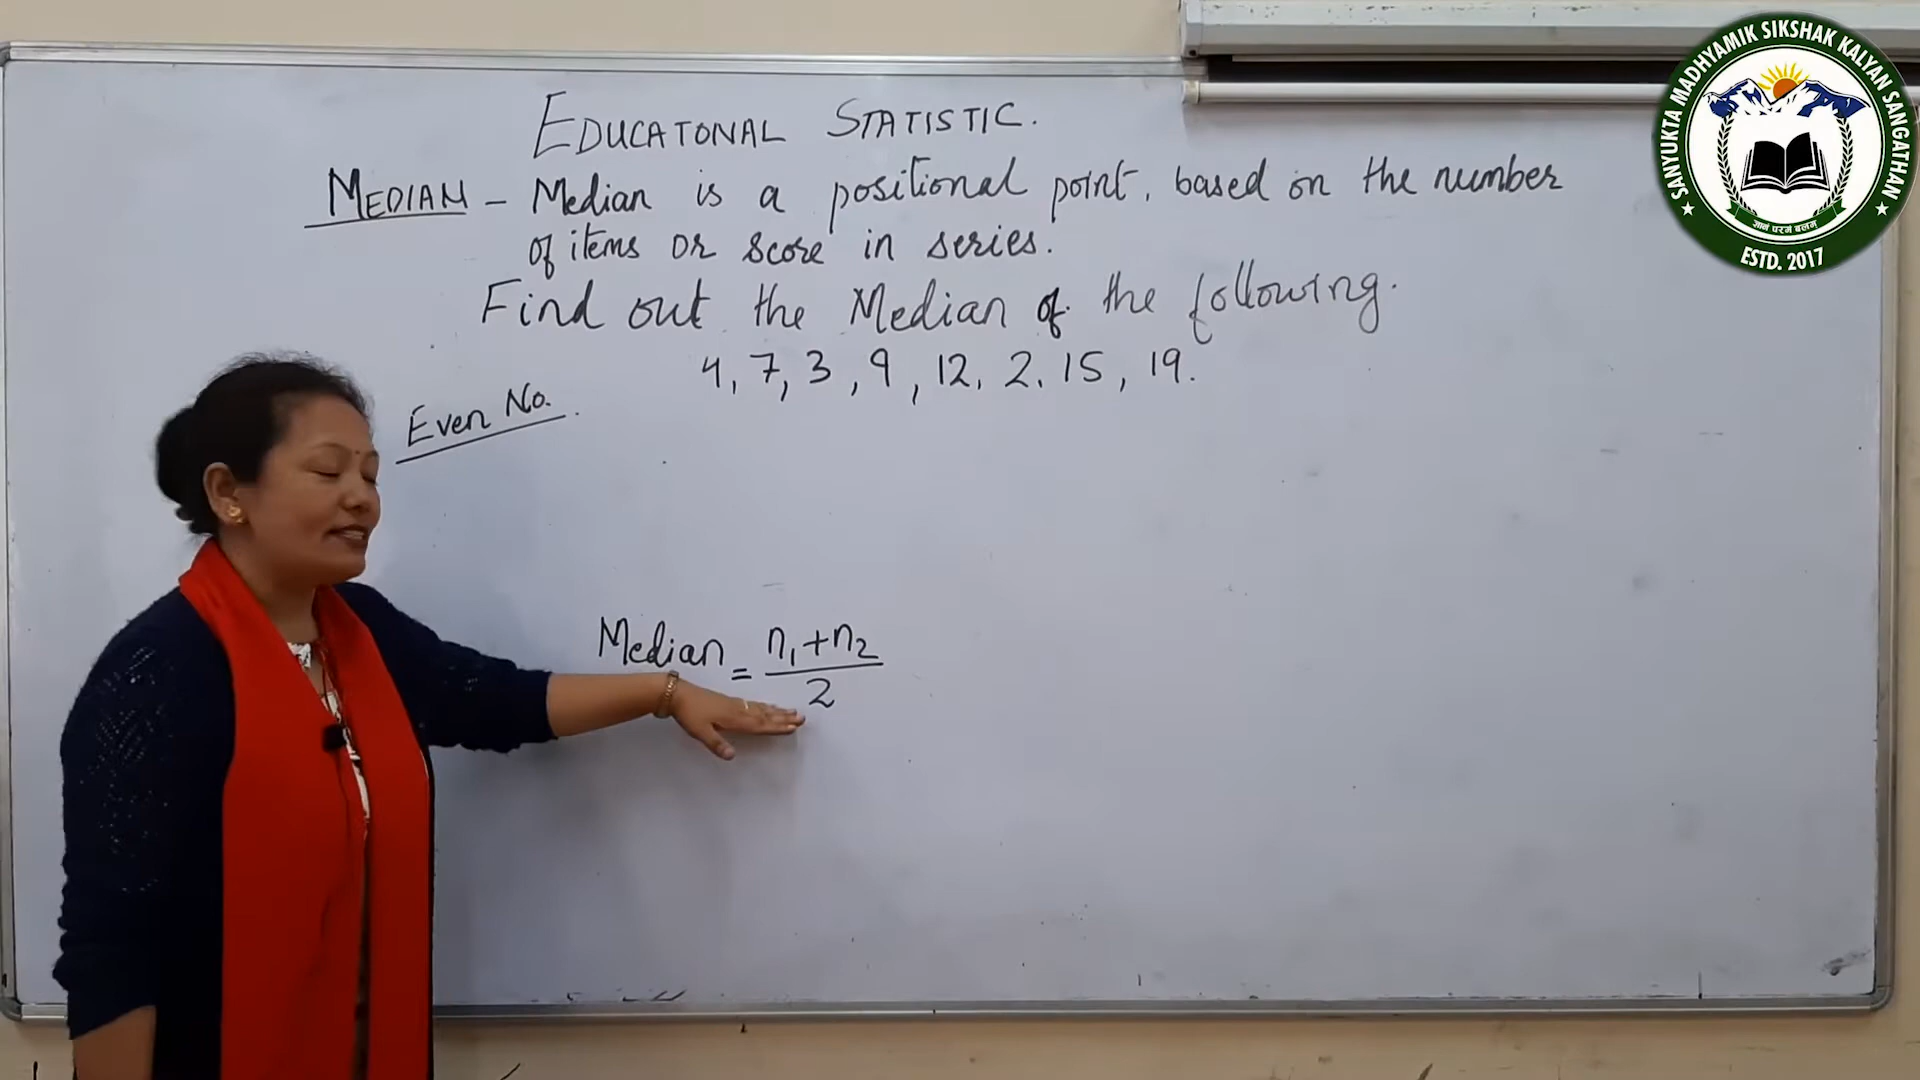 EDUCATONAL STATISTIC.
MEDIAN - Median is a positional point, based on the number
of items or score in series.
Find out the Median of the following.
4, 7, 3, 9, 12, 2. 15, 19.
Even No.
Median = n₁+n₂
2
SANYUKTA MADHYAMIK SIKSHAK KALYAN SANGATHAN
ज्ञानं परमं बलम्
ESTD. 2017